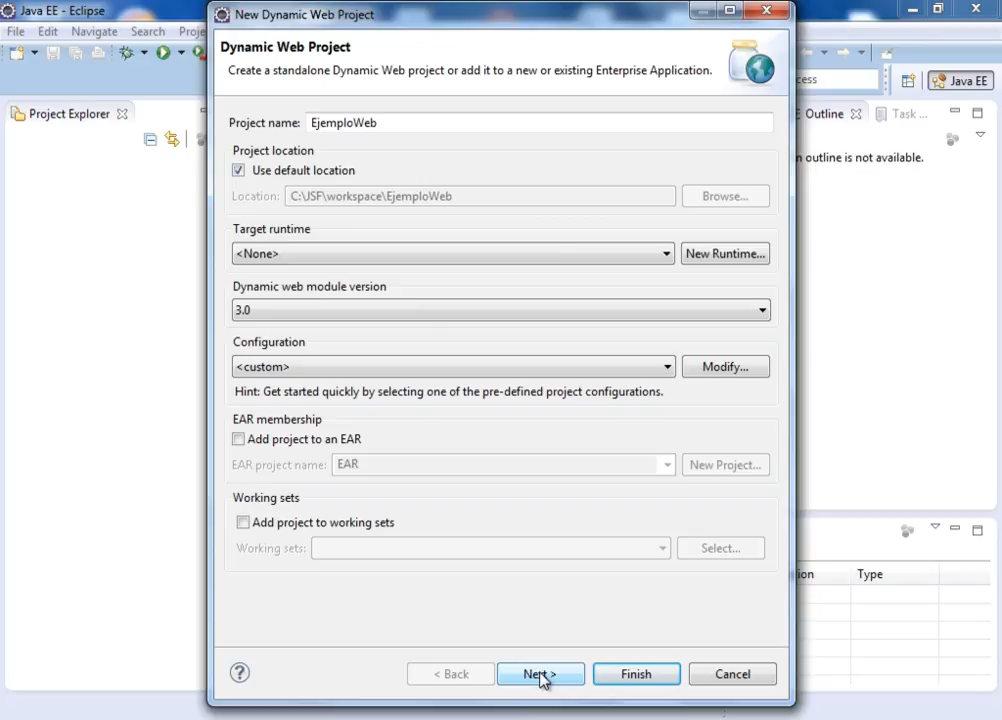 Java EE - Eclipse
File Edit Navigate Search Proje
Project Explorer
New Dynamic Web Project
Dynamic Web Project
Create a standalone Dynamic Web project or add it to a new or existing Enterprise Application.
Project name: EjemploWeb
Project location
Use default location
Location: C:\USF\workspace\EjemploWeb Browse...
Target runtime
<None> New Runtime...
Dynamic web module version
3.0
Configuration
<custom> Modify...
Hint: Get started quickly by selecting one of the pre-defined project configurations.
EAR membership
Add project to an EAR
EAR project name: EAR New Project...
Working sets
Add project to working sets
Working sets: Select...
< Back Next > Finish Cancel
cess Java EE
Outline Task ...
n outline is not available.
ion Type